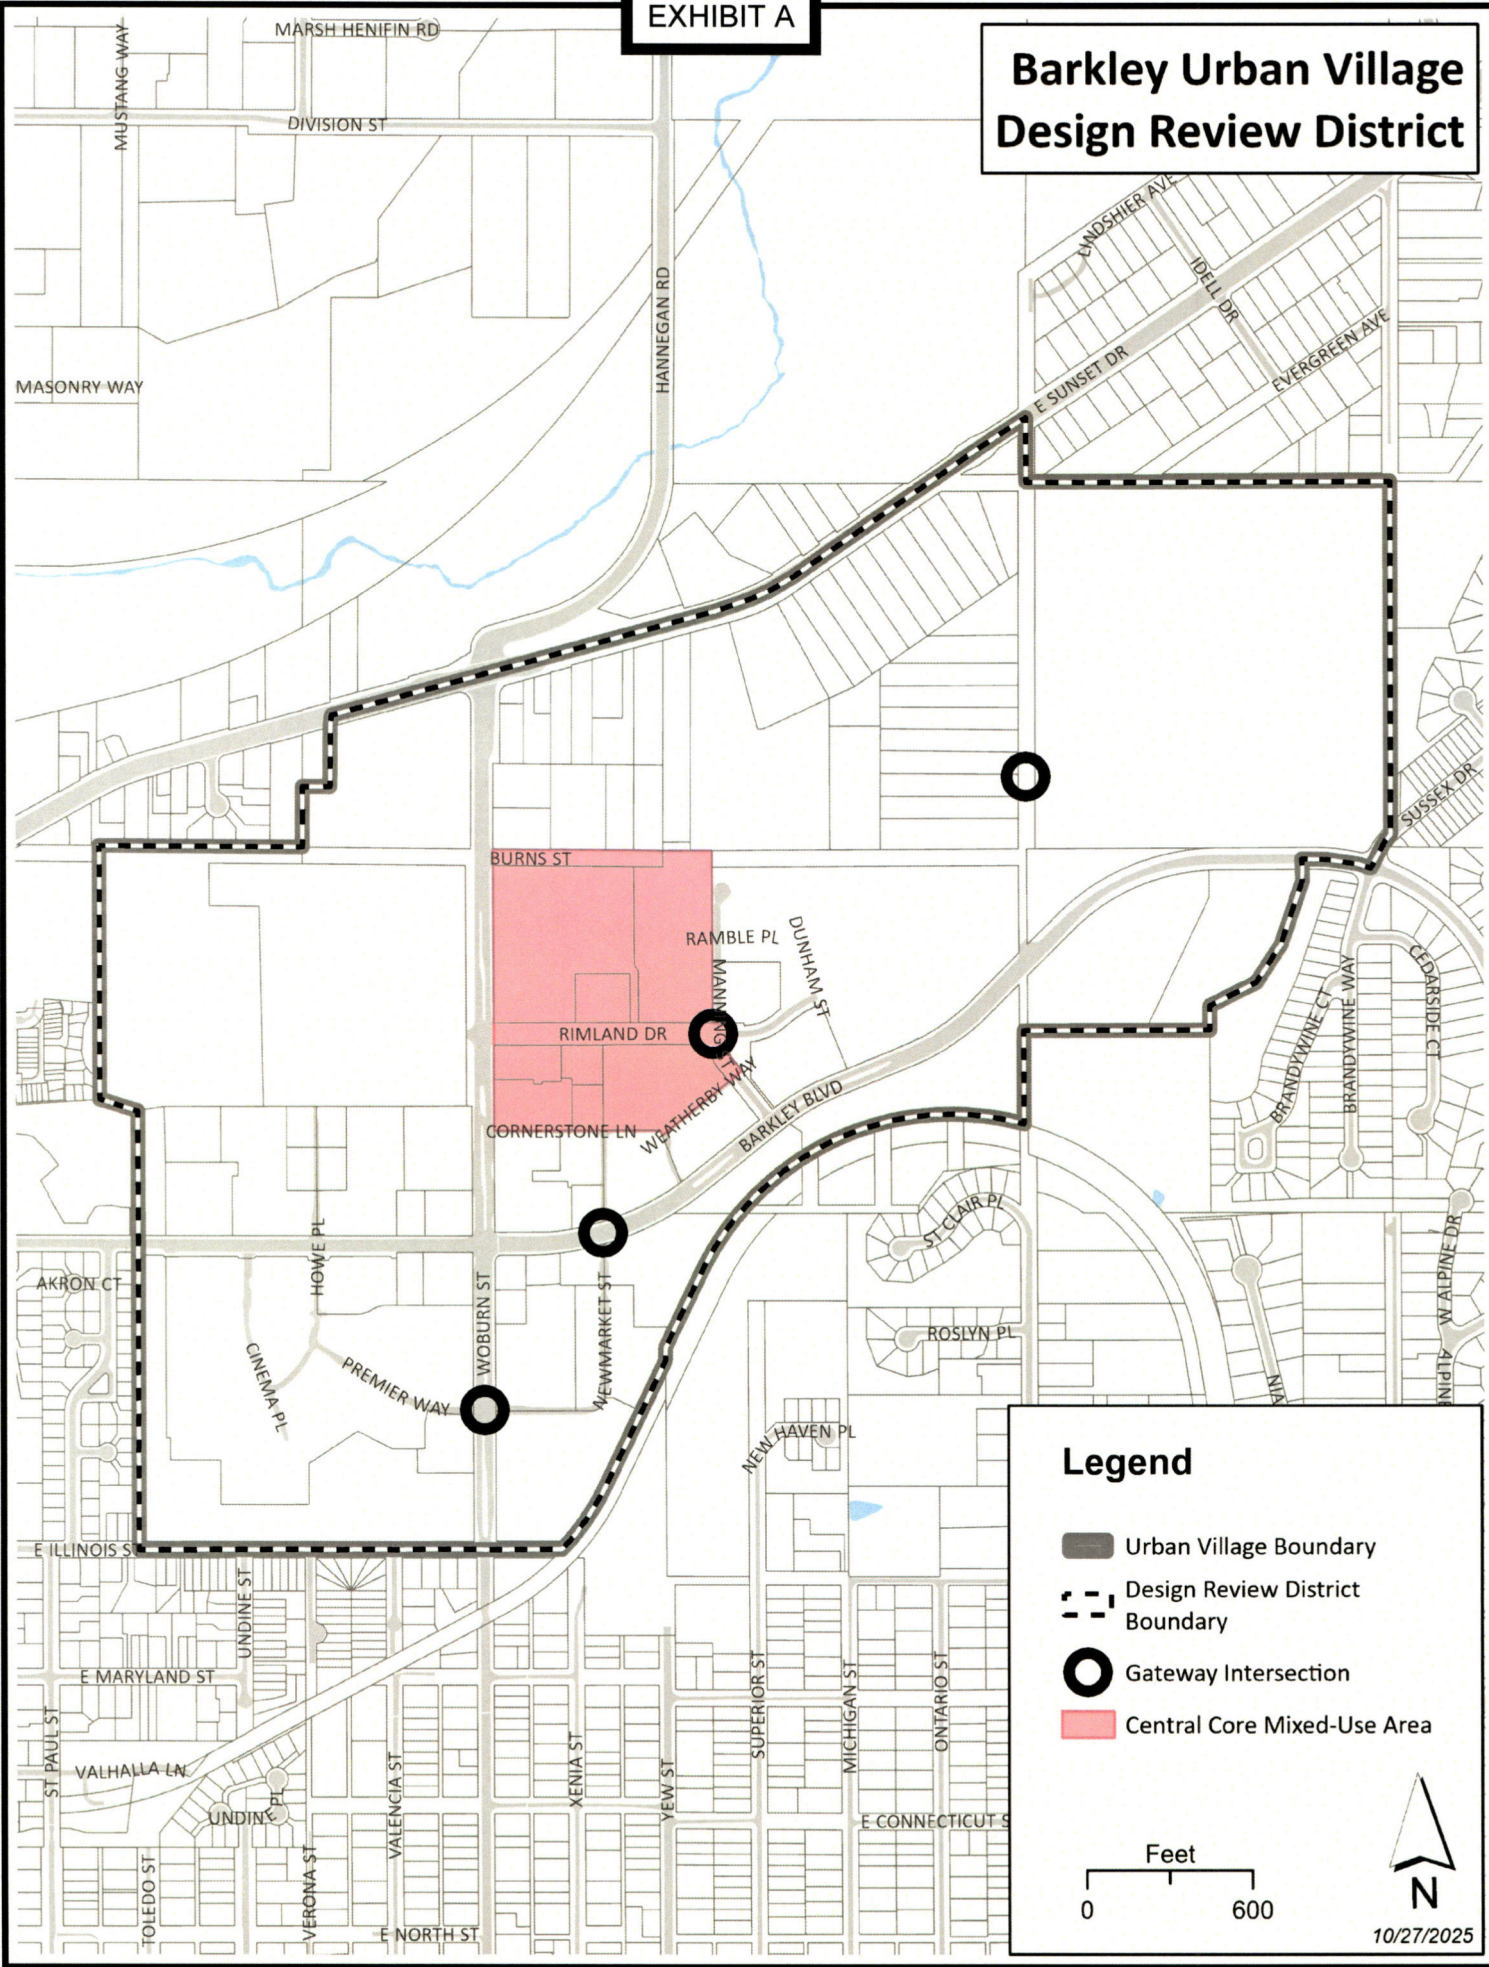 EXHIBIT A
Barkley Urban Village
Design Review District
MARSH HENIFIN RD
MUSTANG WAY
DIVISION ST
LINDSHIER AVE
IDELL DR
HANNEGAN RD
EVERGREEN AVE
MASONRY WAY
E SUNSET DR
SUSSEX DR
BURNS ST
RAMBLE PL
DUNHAM ST
MANNING ST
RIMLAND DR
CEDARSIDE CT
BRANDYWINE CT
BRANDYWINE WAY
WEATHERBY WAY
BARKLEY BLVD
CORNERSTONE LN
ST CLAIR PL
HOWE PL
AKRON CT
W ALPINE DR
WOBURN ST
NEWMARKET ST
ROSLYN PL
CINEMA PL
PREMIER WAY
NEW HAVEN PL
NIA
ALPIN
E ILLINOIS S
UNDINE ST
E MARYLAND ST
ST PAUL ST
VALHALLA LN
UNDINE PL
VALENCIA ST
XENIA ST
YEW ST
SUPERIOR ST
MICHIGAN ST
ONTARIO ST
E CONNECTICUT S
TOLEDO ST
VERONA ST
E NORTH ST
Legend
Urban Village Boundary
Design Review District
Boundary
Gateway Intersection
Central Core Mixed-Use Area
Feet
0 600
N
10/27/2025